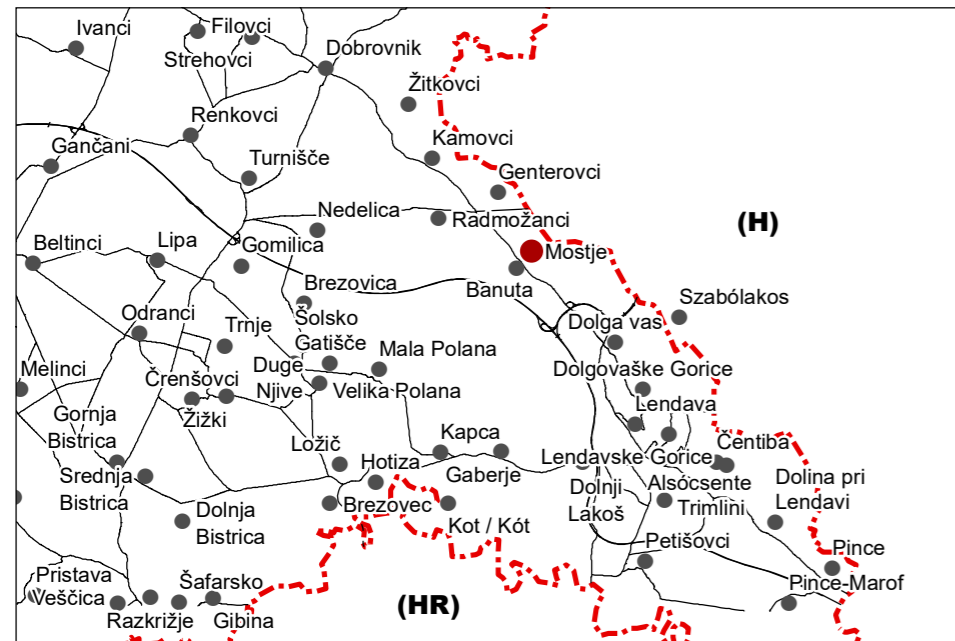 Ivanci
Filovci
Strehovci
Dobrovnik
Žitkovci
Renkovci
Kamovci
Gančani
Turnišče
Genterovci
Nedelica
Radmožanci
(H)
Beltinci
Lipa
Gomilica
Mostje
Brezovica
Banuta
Szabólakos
Odranci
Trnje
Šolsko
Dolga vas
Gatišče
Mala Polana
Duge
Njive
Dolgovaške Gorice
Melinci
Črenšovci
Velika Polana
Žižki
Gornja
Bistrica
Lendava
Ložič
Kapca
Čentiba
Srednja
Bistrica
Hotiza
Gaberje
Lendavske Gorice
Dolina pri
Lendavi
Dolnja
Bistrica
Brezovec
Dolnji
Lakoš
Alsócsente
Trimlini
Kot / Kót
Petišovci
Pince
Pristava
Veščica
Šafarsko
Pince-Marof
Razkrižje
Gibina
(HR)